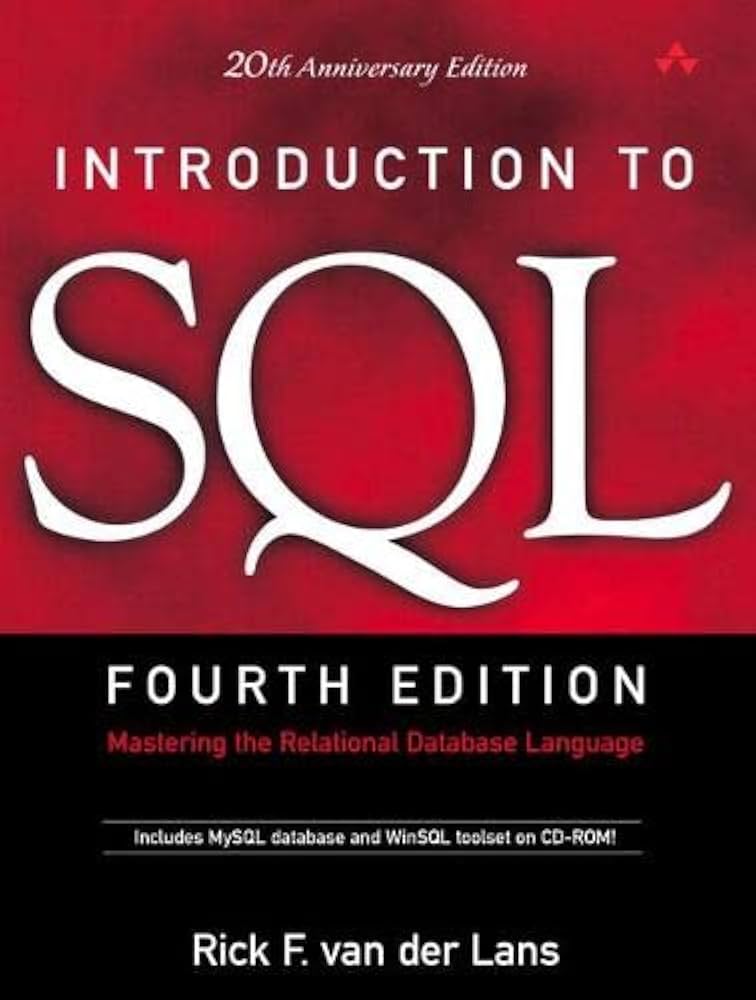 20th Anniversary Edition
INTRODUCTION TO
SQL
FOURTH EDITION
Mastering the Relational Database Language
Includes MySQL database and WinSQL toolset on CD-ROM!
Rick F. van der Lans